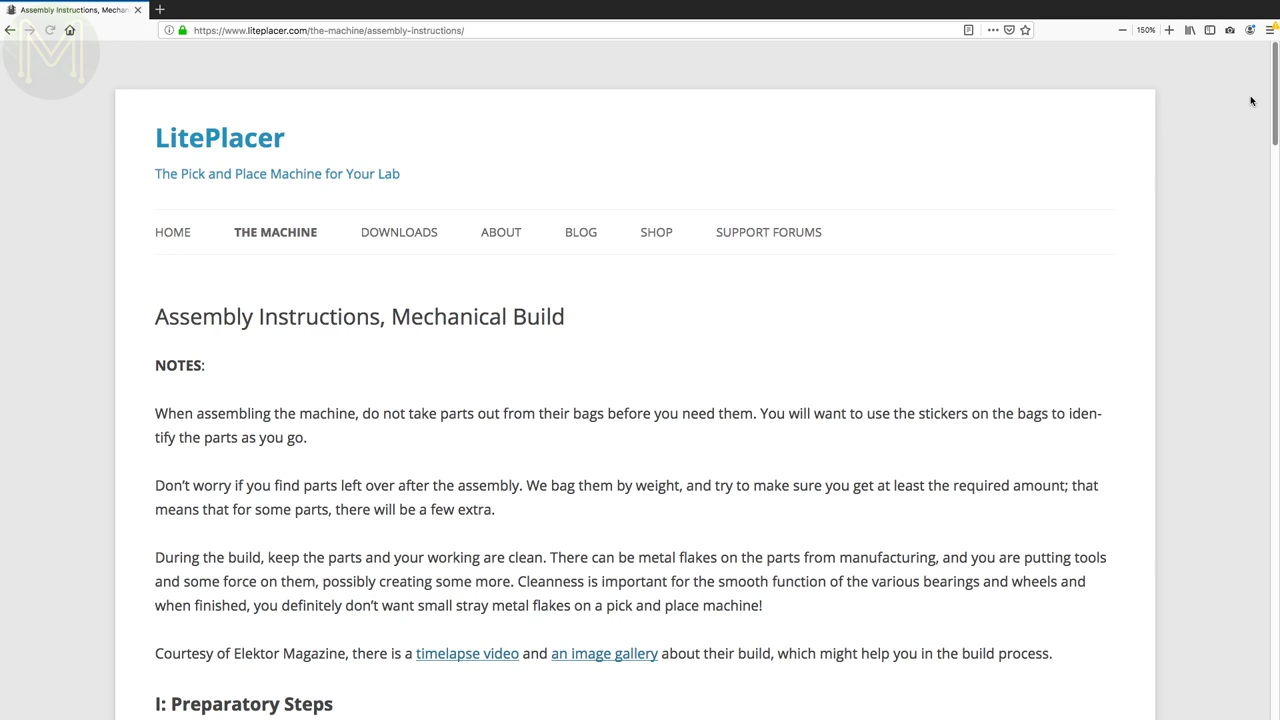 Assembly Instructions, Mechan
https://www.liteplacer.com/the-machine/assembly-instructions/
150%
M
LitePlacer
The Pick and Place Machine for Your Lab
HOME THE MACHINE DOWNLOADS ABOUT BLOG SHOP SUPPORT FORUMS
Assembly Instructions, Mechanical Build
NOTES:
When assembling the machine, do not take parts out from their bags before you need them. You will want to use the stickers on the bags to iden-
tify the parts as you go.
Don’t worry if you find parts left over after the assembly. We bag them by weight, and try to make sure you get at least the required amount; that
means that for some parts, there will be a few extra.
During the build, keep the parts and your working are clean. There can be metal flakes on the parts from manufacturing, and you are putting tools
and some force on them, possibly creating some more. Cleanness is important for the smooth function of the various bearings and wheels and
when finished, you definitely don’t want small stray metal flakes on a pick and place machine!
Courtesy of Elektor Magazine, there is a timelapse video and an image gallery about their build, which might help you in the build process.
I: Preparatory Steps